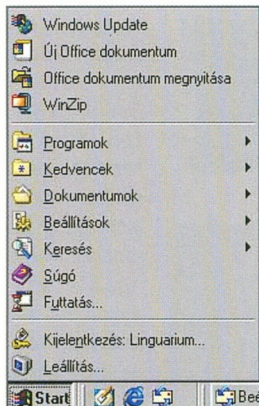 Windows Update
Új Office dokumentum
Office dokumentum megnyitása
WinZip
Programok
Kedvencek
Dokumentumok
Beállítások
Keresés
Súgó
Futtatás...
Kijelentkezés: Linguarium...
Leállítás...
Start
Beé